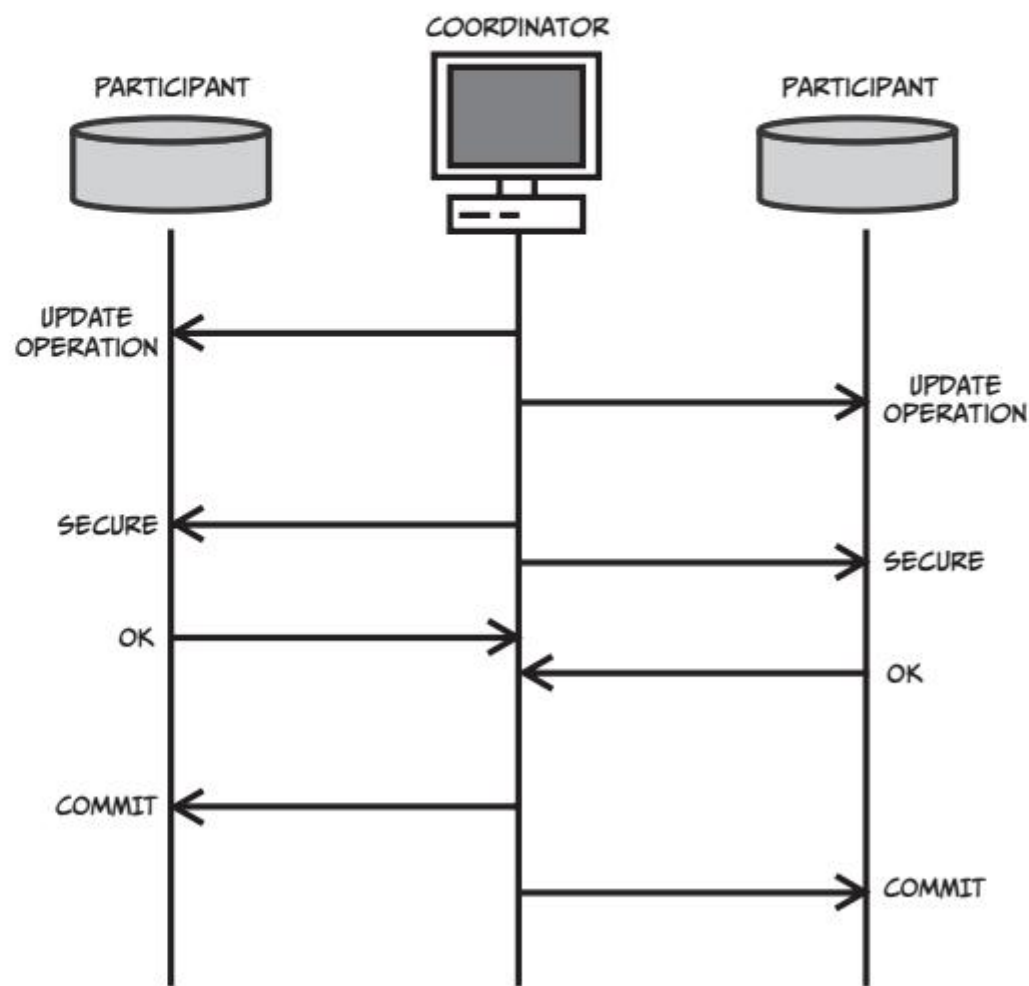 COORDINATOR
PARTICIPANT
PARTICIPANT
UPDATE
OPERATION
UPDATE
OPERATION
SECURE
SECURE
OK
OK
COMMIT
COMMIT